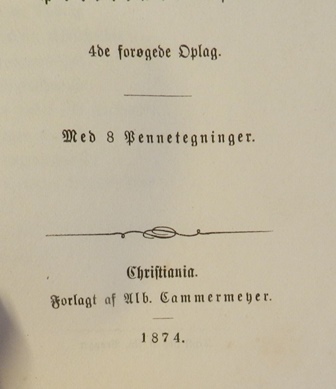 4de forøgede Oplag.
Med 8 Pennetegninger.
Christiania.
Forlagt af Alb. Cammermeyer.
1874.